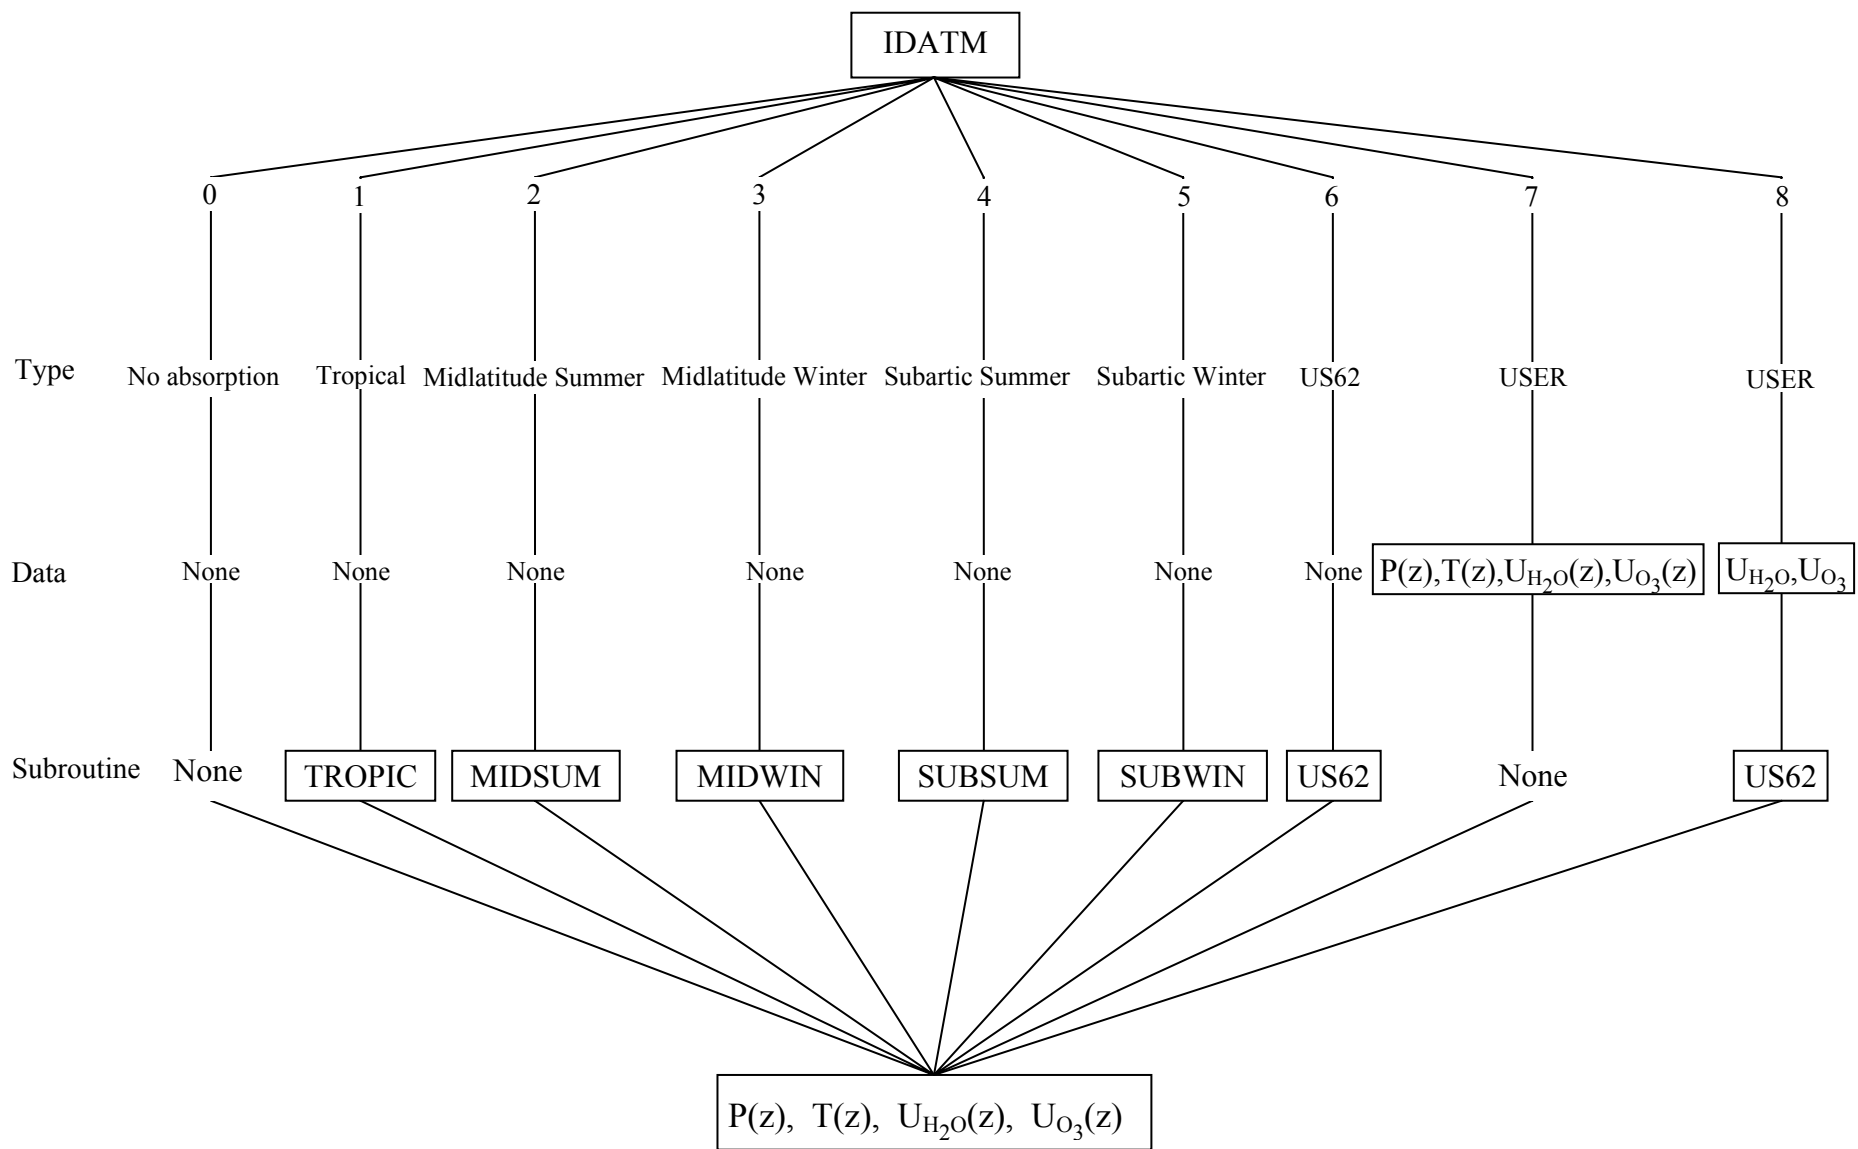 IDATM
0 1 2 3 4 5 6 7 8
Type No absorption Tropical Midlatitude Summer Midlatitude Winter Subartic Summer Subartic Winter US62 USER USER
Data None None None None None None None P(z),T(z),U_H2O(z),U_O3(z) U_H2O,U_O3
Subroutine None TROPIC MIDSUM MIDWIN SUBSUM SUBWIN US62 None US62
P(z), T(z), U_H2O(z), U_O3(z)